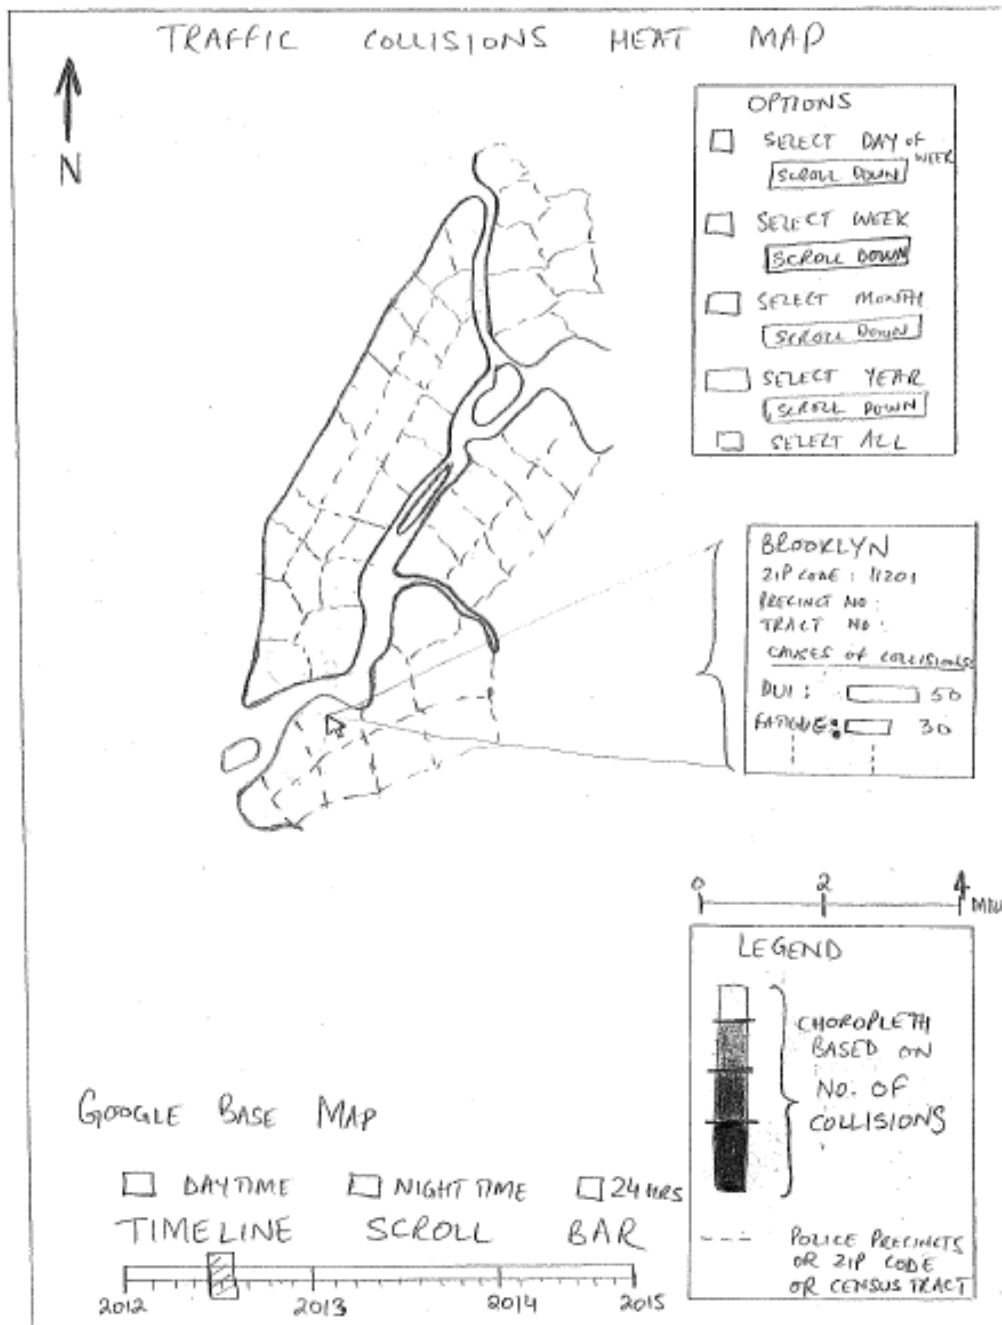 TRAFFIC COLLISIONS HEAT MAP
N
OPTIONS
SELECT DAY OF WEEK
SCROLL DOWN
SELECT WEEK
SCROLL DOWN
SELECT MONTH
SCROLL DOWN
SELECT YEAR
SCROLL DOWN
SELECT ALL
BROOKLYN
ZIP CODE : 11201
PRECINCT NO :
TRACT NO :
CAUSES OF COLLISIONS
DUI : 50
FATIGUE: 30
0 2 4
LEGEND
CHOROPLETH
BASED ON
NO. OF
COLLISIONS
POLICE PRECINCTS
OR ZIP CODE
OR CENSUS TRACT
GOOGLE BASE MAP
DAYTIME NIGHT TIME 24 HRS
TIMELINE SCROLL BAR
2012 2013 2014 2015